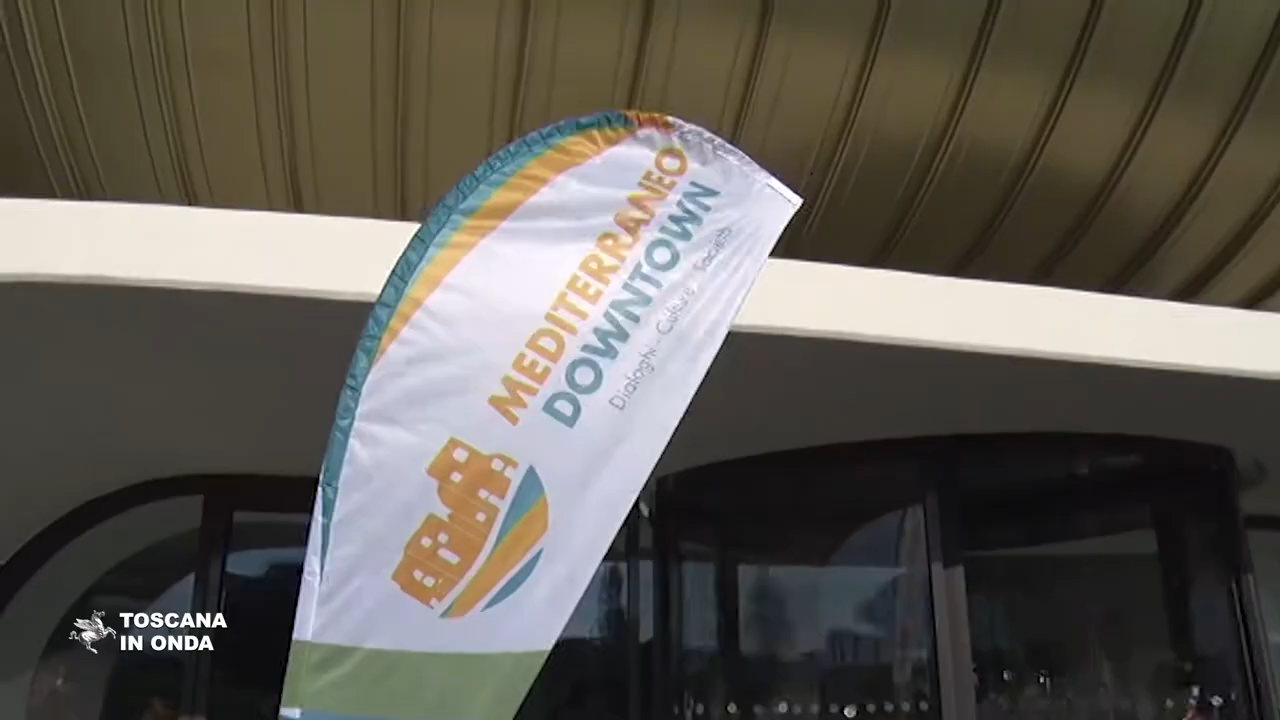 MEDITERRANEO
DOWNTOWN
Dialoghi - Culture - Società
TOSCANA
IN ONDA